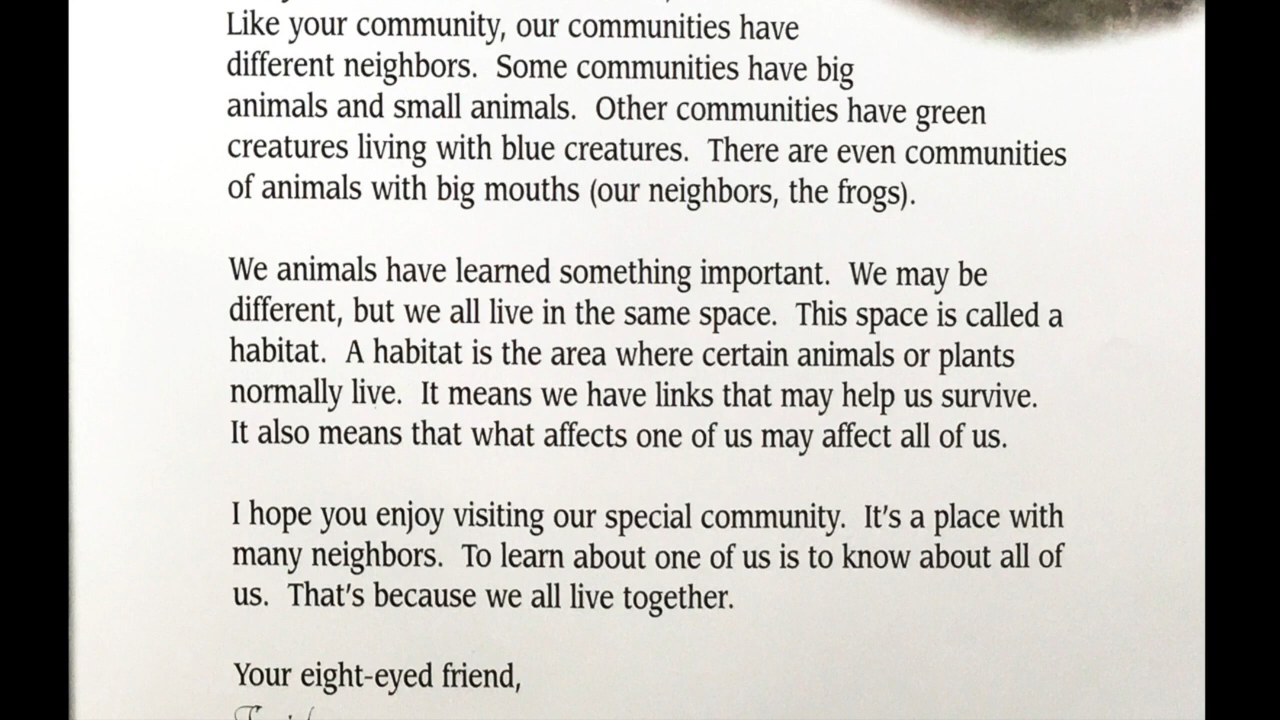 Like your community, our communities have
different neighbors. Some communities have big
animals and small animals. Other communities have green
creatures living with blue creatures. There are even communities
of animals with big mouths (our neighbors, the frogs).
We animals have learned something important. We may be
different, but we all live in the same space. This space is called a
habitat. A habitat is the area where certain animals or plants
normally live. It means we have links that may help us survive.
It also means that what affects one of us may affect all of us.
I hope you enjoy visiting our special community. It's a place with
many neighbors. To learn about one of us is to know about all of
us. That's because we all live together.
Your eight-eyed friend,